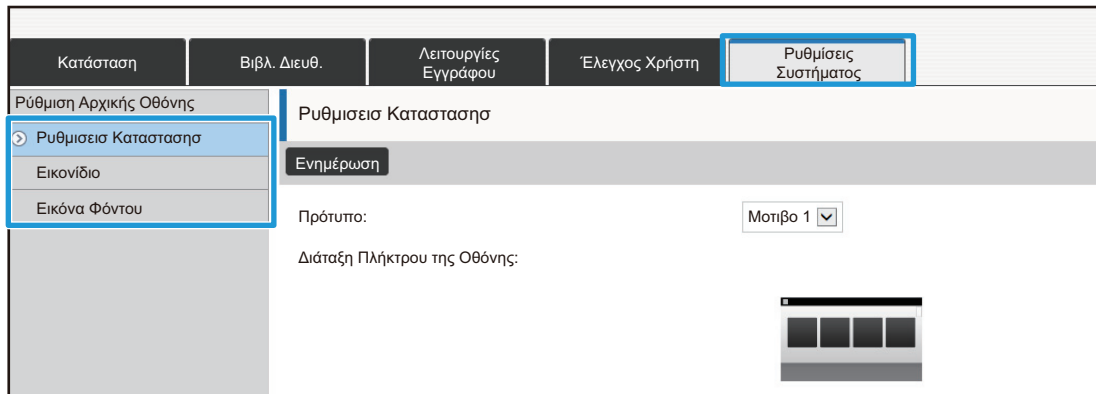 Κατάσταση
Βιβλ. Διευθ.
Λειτουργίες
Εγγράφου
Έλεγχος Χρήστη
Ρυθμίσεις
Συστήματος
Ρύθμιση Αρχικής Οθόνης
Ρυθμισεισ Καταστασησ
Εικονίδιο
Εικόνα Φόντου
Ρυθμισεισ Καταστασησ
Ενημέρωση
Πρότυπο:
Μοτιβο 1
Διάταξη Πλήκτρου της Οθόνης: